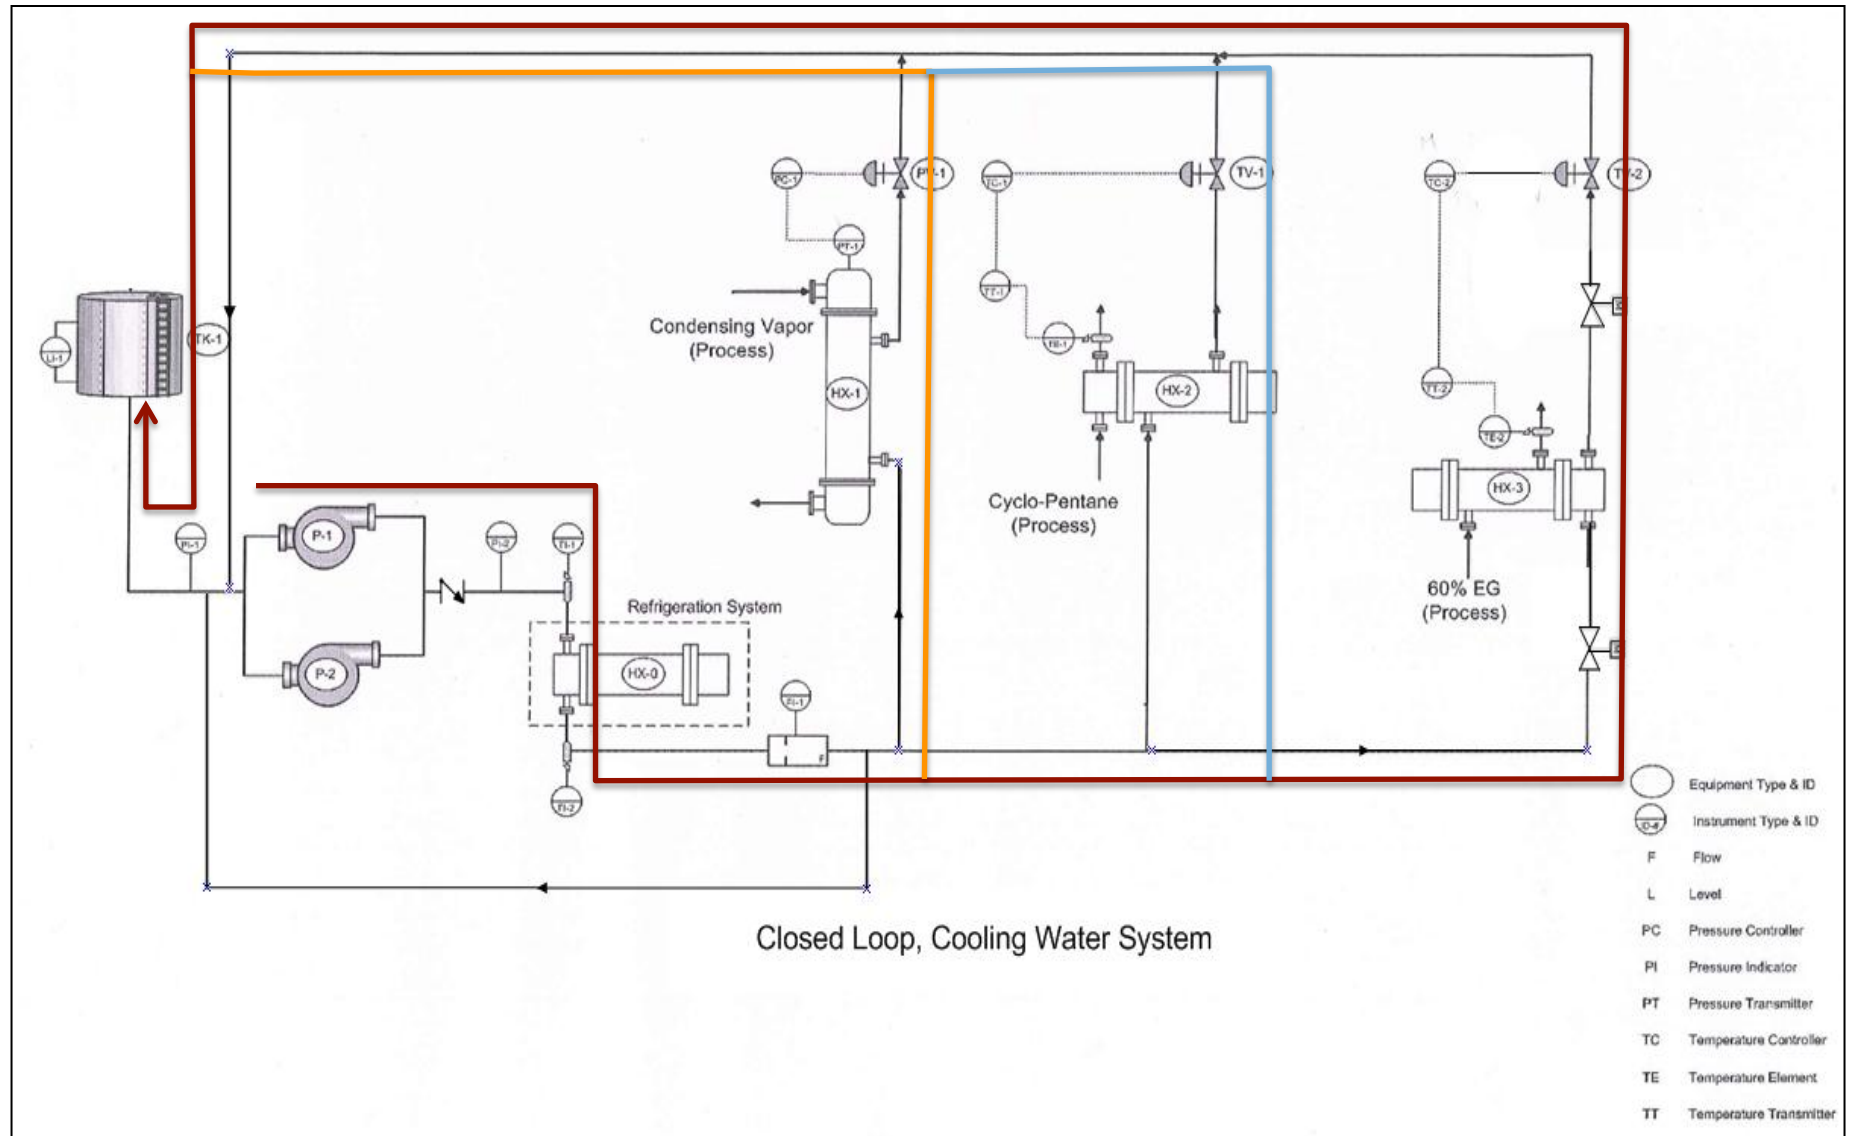 PC-1
PV-1
TC-1
TV-1
TC-2
TV-2
PT-1
TT-1
Condensing Vapor
(Process)
TE-1
LI-1
TK-1
HX-1
HX-2
TT-2
TE-2
Cyclo-Pentane
(Process)
HX-3
PI-1
P-1
PI-2
TI-1
60% EG
(Process)
Refrigeration System
P-2
HX-0
FI-1
F
TI-2
Equipment Type & ID
ID-#
Instrument Type & ID
F Flow
L Level
PC Pressure Controller
PI Pressure Indicator
PT Pressure Transmitter
TC Temperature Controller
TE Temperature Element
TT Temperature Transmitter
Closed Loop, Cooling Water System